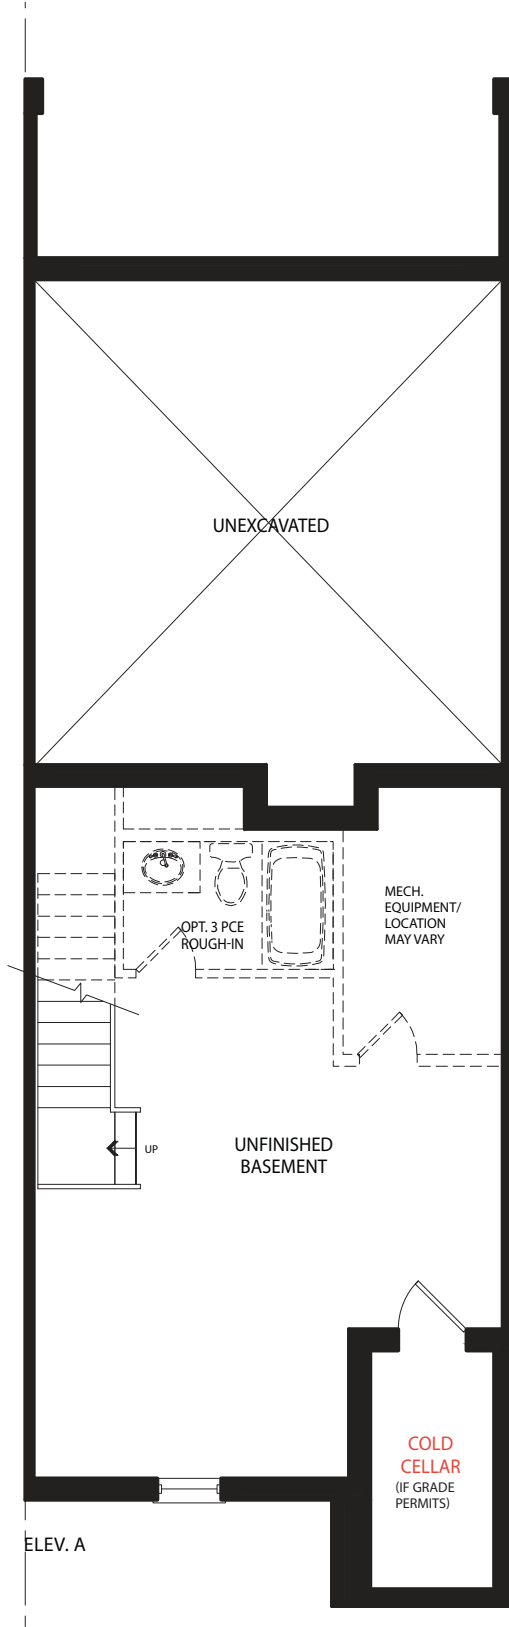 UNEXCAVATED
MECH.
EQUIPMENT/
LOCATION
MAY VARY
OPT. 3 PCE
ROUGH-IN
UP
UNFINISHED
BASEMENT
COLD
CELLAR
(IF GRADE
PERMITS)
ELEV. A